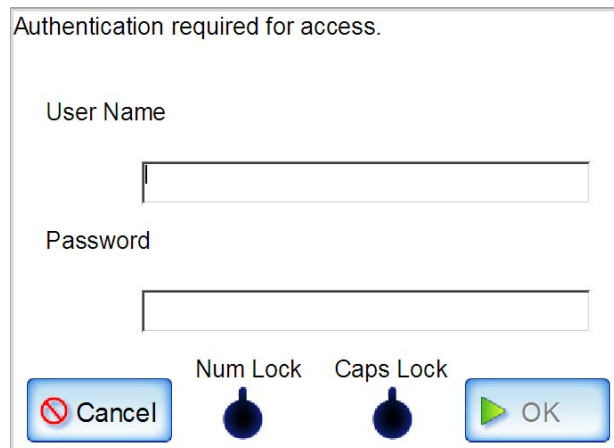 Authentication required for access.
User Name
Password
Num Lock Caps Lock
Cancel OK